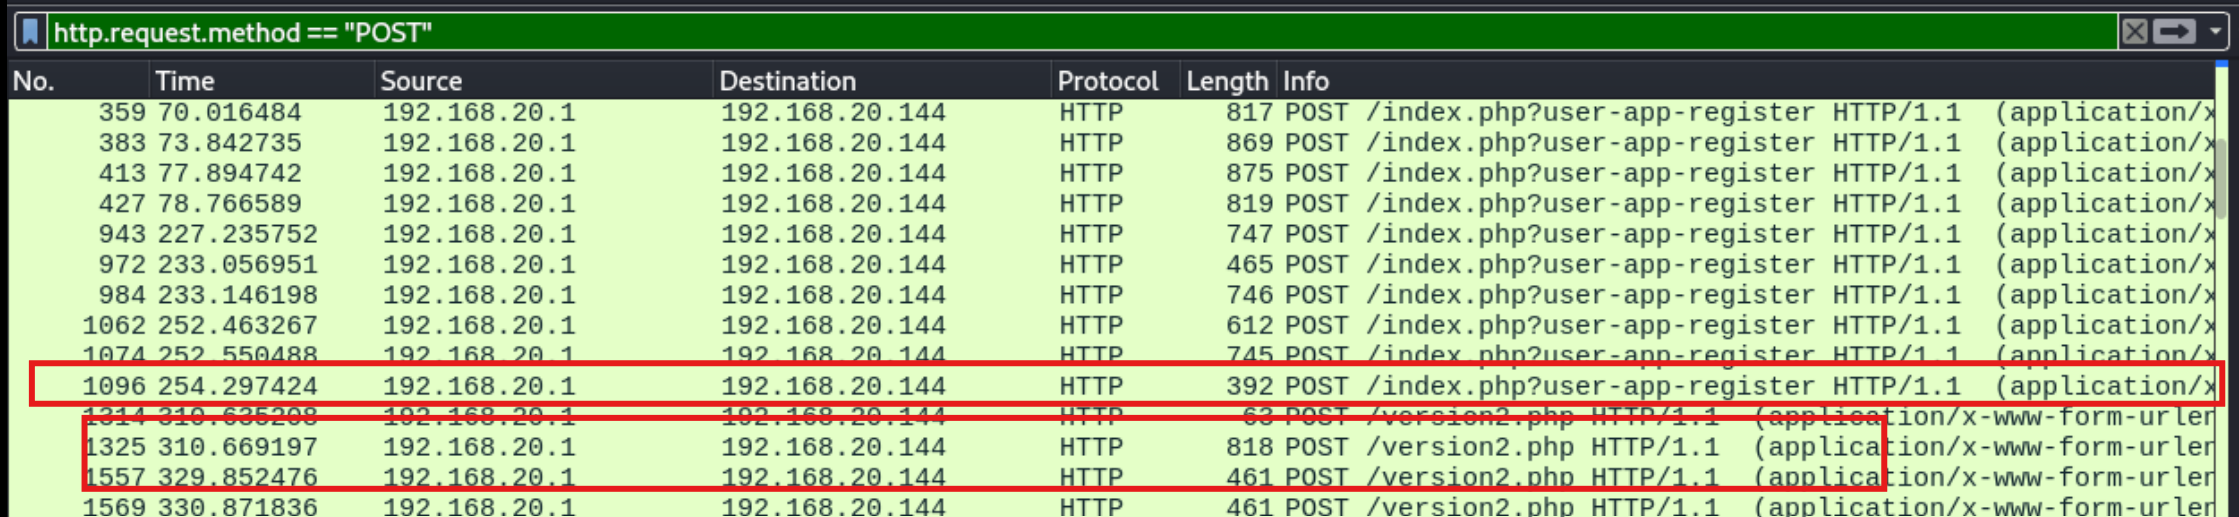 http.request.method == "POST"
No. Time Source Destination Protocol Length Info
359 70.016484 192.168.20.1 192.168.20.144 HTTP 817 POST /index.php?user-app-register HTTP/1.1 (application/x
383 73.842735 192.168.20.1 192.168.20.144 HTTP 869 POST /index.php?user-app-register HTTP/1.1 (application/x
413 77.894742 192.168.20.1 192.168.20.144 HTTP 875 POST /index.php?user-app-register HTTP/1.1 (application/x
427 78.766589 192.168.20.1 192.168.20.144 HTTP 819 POST /index.php?user-app-register HTTP/1.1 (application/x
943 227.235752 192.168.20.1 192.168.20.144 HTTP 747 POST /index.php?user-app-register HTTP/1.1 (application/x
972 233.056951 192.168.20.1 192.168.20.144 HTTP 465 POST /index.php?user-app-register HTTP/1.1 (application/x
984 233.146198 192.168.20.1 192.168.20.144 HTTP 746 POST /index.php?user-app-register HTTP/1.1 (application/x
1062 252.463267 192.168.20.1 192.168.20.144 HTTP 612 POST /index.php?user-app-register HTTP/1.1 (application/x
1074 252.550488 192.168.20.1 192.168.20.144 HTTP 745 POST /index.php?user-app-register HTTP/1.1 (application/x
1096 254.297424 192.168.20.1 192.168.20.144 HTTP 392 POST /index.php?user-app-register HTTP/1.1 (application/x
1314 310.635208 192.168.20.1 192.168.20.144 HTTP 63 POST /version2.php HTTP/1.1 (application/x-www-form-urlen
1325 310.669197 192.168.20.1 192.168.20.144 HTTP 818 POST /version2.php HTTP/1.1 (application/x-www-form-urlen
1557 329.852476 192.168.20.1 192.168.20.144 HTTP 461 POST /version2.php HTTP/1.1 (application/x-www-form-urlen
1569 330.871836 192.168.20.1 192.168.20.144 HTTP 461 POST /version2.php HTTP/1.1 (application/x-www-form-urlen